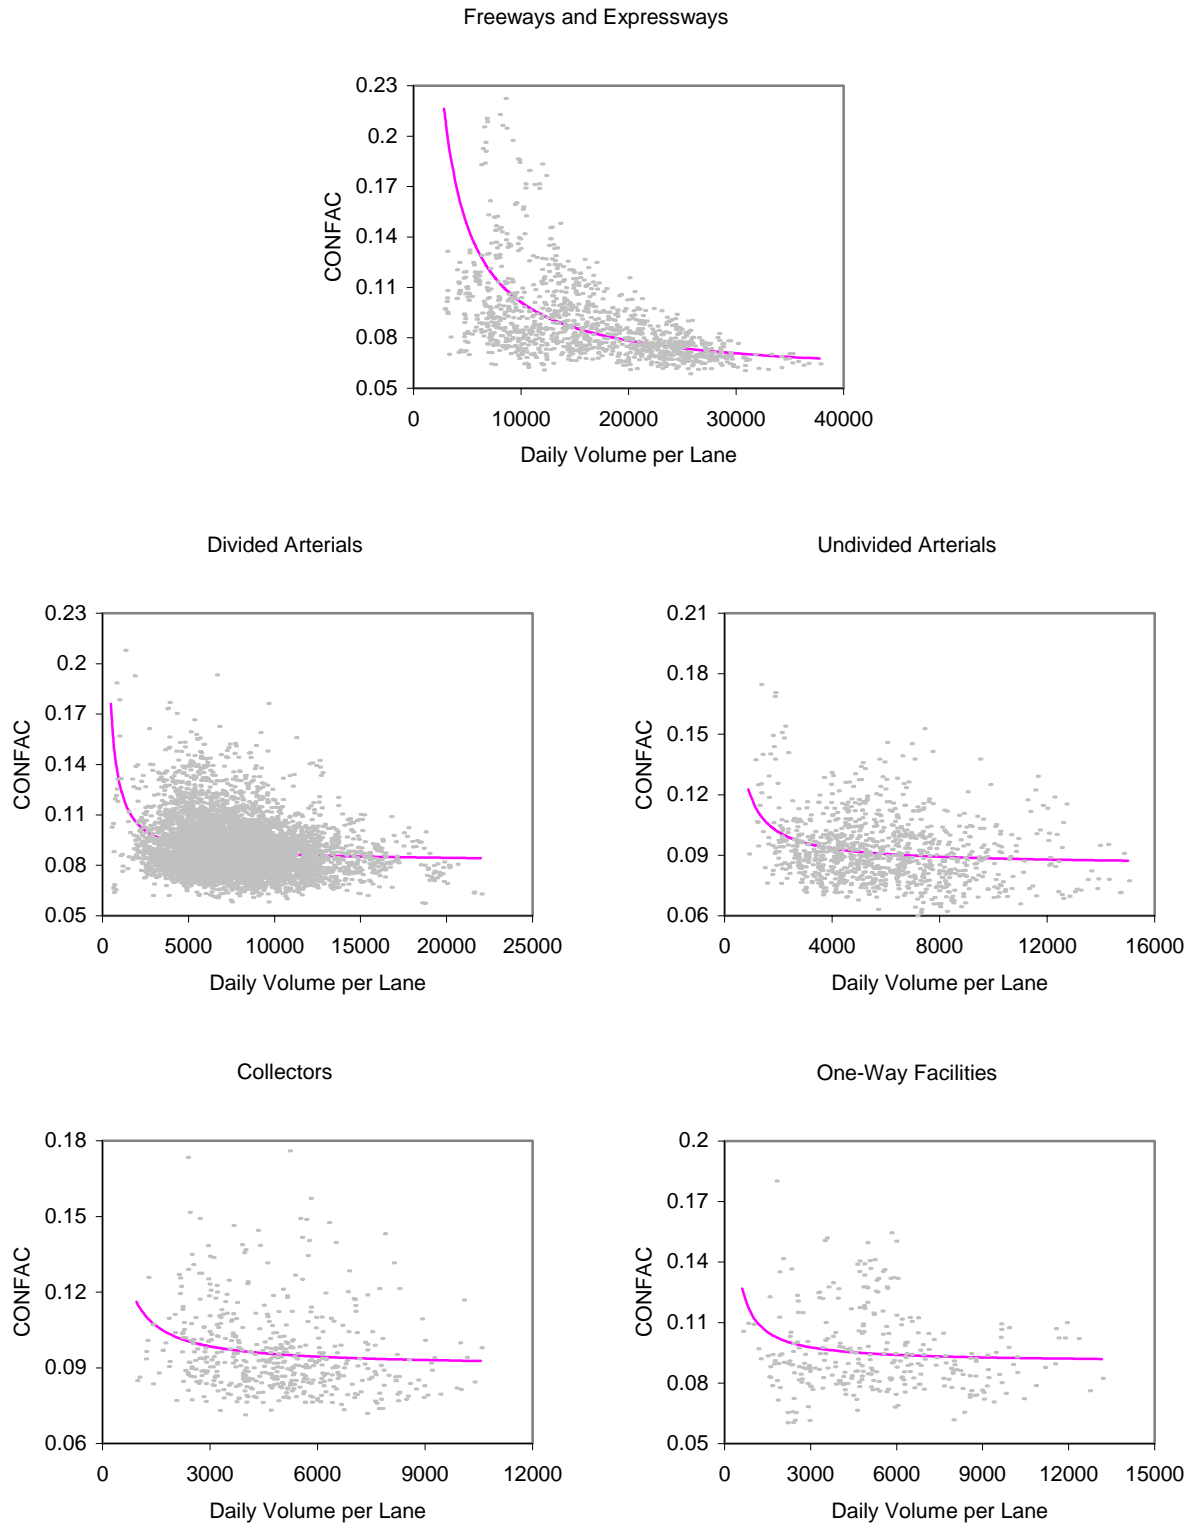 Freeways and Expressways
0.23
0.2
0.17
0.14
0.11
0.08
0.05
CONFAC
0 10000 20000 30000 40000
Daily Volume per Lane
Divided Arterials
0.23
0.2
0.17
0.14
0.11
0.08
0.05
CONFAC
0 5000 10000 15000 20000 25000
Daily Volume per Lane
Undivided Arterials
0.21
0.18
0.15
0.12
0.09
0.06
CONFAC
0 4000 8000 12000 16000
Daily Volume per Lane
Collectors
0.18
0.15
0.12
0.09
0.06
CONFAC
0 3000 6000 9000 12000
Daily Volume per Lane
One-Way Facilities
0.2
0.17
0.14
0.11
0.08
0.05
CONFAC
0 3000 6000 9000 12000 15000
Daily Volume per Lane